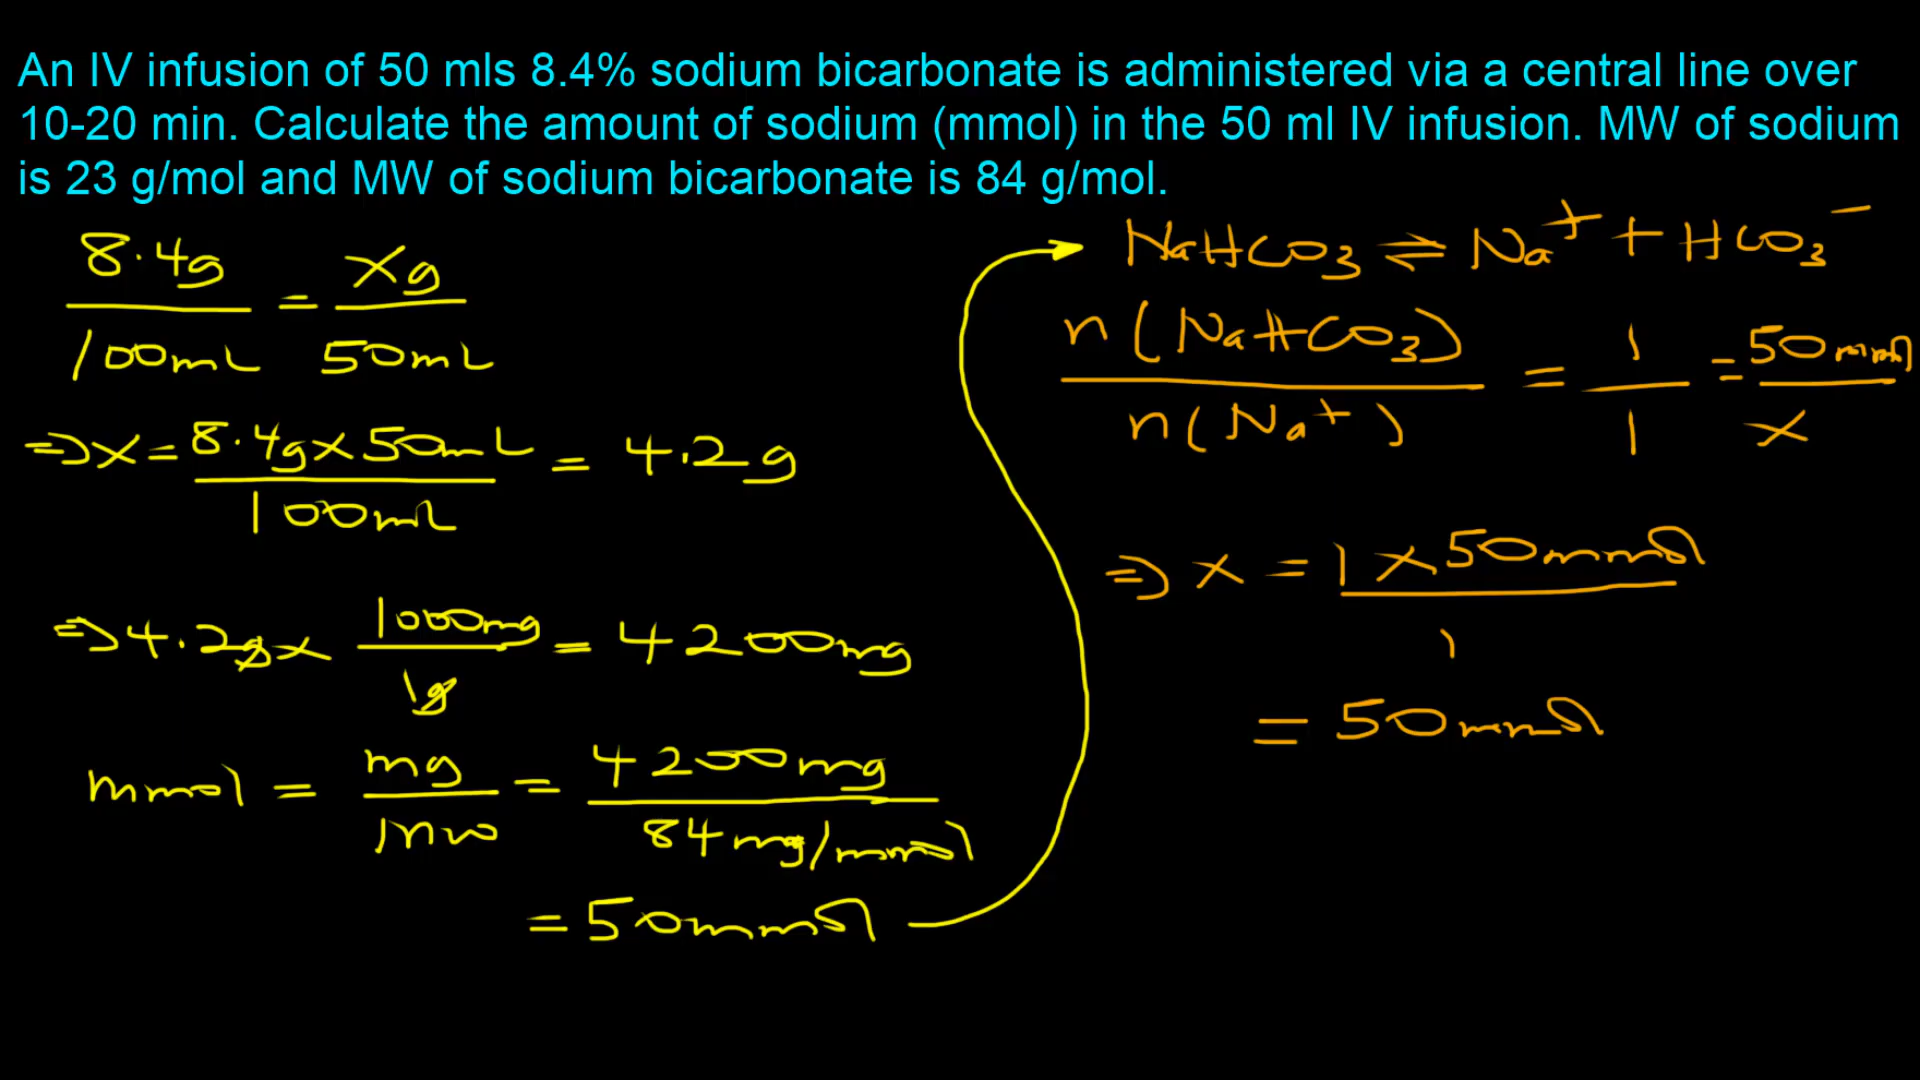 An IV infusion of 50 mls 8.4% sodium bicarbonate is administered via a central line over
10-20 min. Calculate the amount of sodium (mmol) in the 50 ml IV infusion. MW of sodium
is 23 g/mol and MW of sodium bicarbonate is 84 g/mol.
8.4g/100mL = xg/50mL
⇒ x = 8.4g x 50mL/100mL = 4.2g
⇒ 4.2g x 1000mg/1g = 4200mg
mmol = mg/mw = 4200mg/84mg/mmol
= 50mmol
NaHCO3 ⇌ Na+ + HCO3-
n(NaHCO3)/n(Na+) = 1/1 = 50mmol/x
⇒ x = 1 x 50mmol/1
= 50mmol